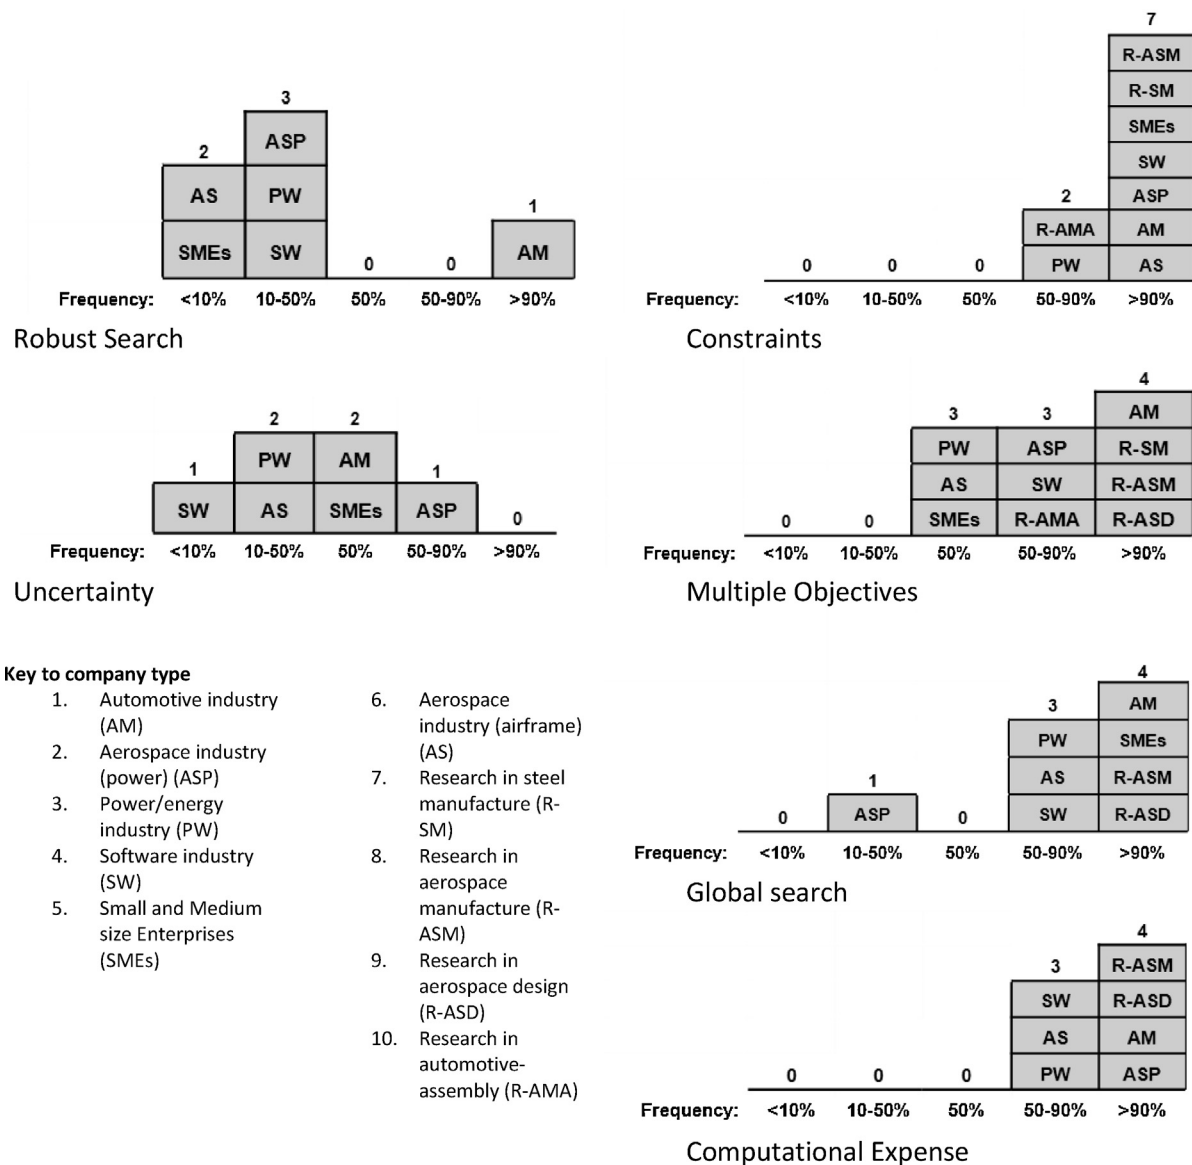 3
2
ASP
AS
PW
1
SMEs
SW
0
0
AM
Frequency:
<10%
10-50%
50%
50-90%
>90%
Robust Search
7
R-ASM
R-SM
SMEs
SW
2
ASP
R-AMA
AM
0
0
0
PW
AS
Frequency:
<10%
10-50%
50%
50-90%
>90%
Constraints
2
2
1
PW
AM
1
SW
AS
SMEs
ASP
0
Frequency:
<10%
10-50%
50%
50-90%
>90%
Uncertainty
4
3
3
AM
PW
ASP
R-SM
AS
SW
R-ASM
0
0
SMEs
R-AMA
R-ASD
Frequency:
<10%
10-50%
50%
50-90%
>90%
Multiple Objectives
Key to company type
1. Automotive industry
(AM)
2. Aerospace industry
(power) (ASP)
3. Power/energy
industry (PW)
4. Software industry
(SW)
5. Small and Medium
size Enterprises
(SMEs)
6. Aerospace
industry (airframe)
(AS)
7. Research in steel
manufacture (R-
SM)
8. Research in
aerospace
manufacture (R-
ASM)
9. Research in
aerospace design
(R-ASD)
10. Research in
automotive-
assembly (R-AMA)
4
3
AM
PW
SMEs
1
AS
R-ASM
0
ASP
0
SW
R-ASD
Frequency:
<10%
10-50%
50%
50-90%
>90%
Global search
4
3
R-ASM
SW
R-ASD
AS
AM
0
0
0
PW
ASP
Frequency:
<10%
10-50%
50%
50-90%
>90%
Computational Expense